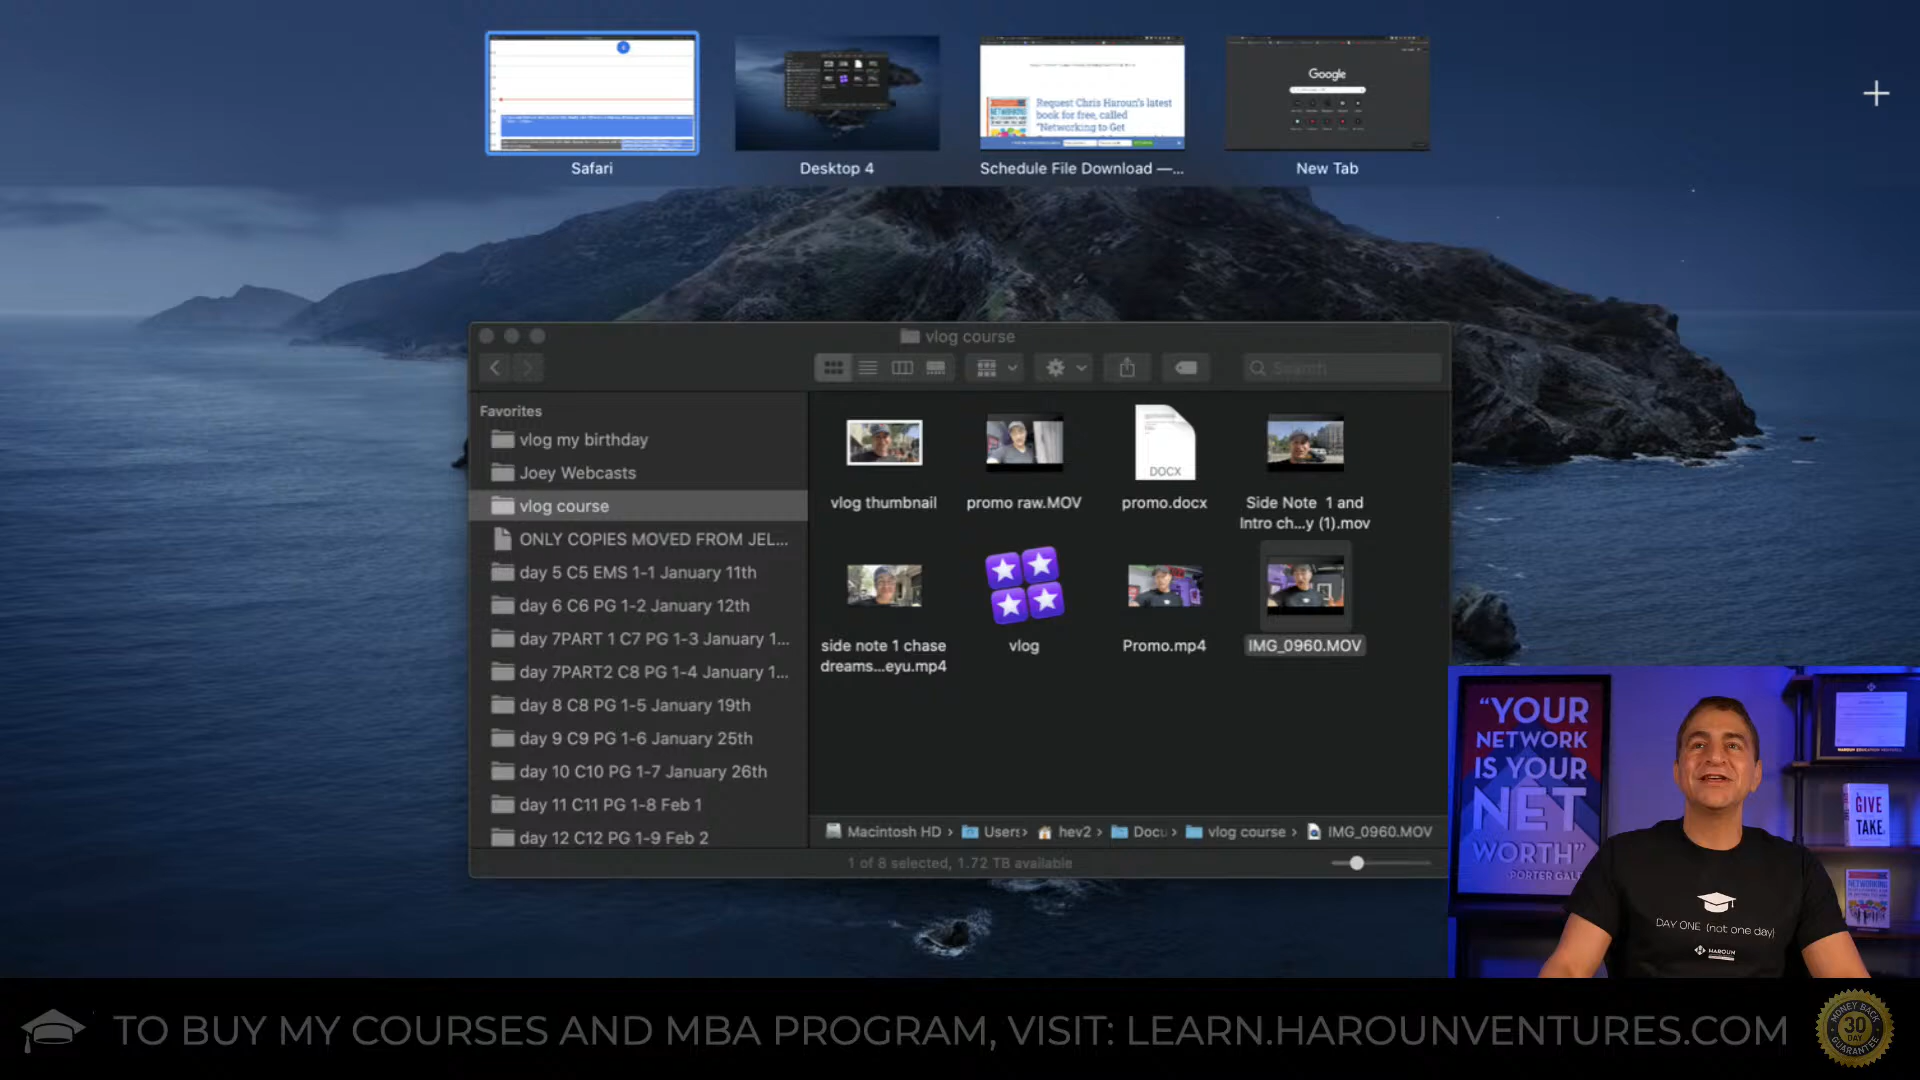 Google
Request Chris Haroun's latest
book for free, called
"Networking to Get
Safari
Desktop 4
Schedule File Download —...
New Tab
vlog course
Search
Favorites
vlog my birthday
Joey Webcasts
vlog course
ONLY COPIES MOVED FROM JEL...
day 5 C5 EMS 1-1 January 11th
day 6 C6 PG 1-2 January 12th
day 7PART 1 C7 PG 1-3 January 1...
day 7PART2 C8 PG 1-4 January 1...
day 8 C8 PG 1-5 January 19th
day 9 C9 PG 1-6 January 25th
day 10 C10 PG 1-7 January 26th
day 11 C11 PG 1-8 Feb 1
day 12 C12 PG 1-9 Feb 2
DOCX
vlog thumbnail
promo raw.MOV
promo.docx
Side Note 1 and
Intro ch...y (1).mov
side note 1 chase
dreams...eyu.mp4
vlog
Promo.mp4
IMG_0960.MOV
Macintosh HD › Users › hev2 › Docu › vlog course › IMG_0960.MOV
1 of 8 selected, 1.72 TB available
"YOUR
NETWORK
IS YOUR
NET
WORTH"
PORTER GAL
GIVE
TAKE
NETWORKING
DAY ONE (not one day)
HAROUN
TO BUY MY COURSES AND MBA PROGRAM, VISIT: LEARN.HAROUNVENTURES.COM
MONEY BACK
30
DAY
GUARANTEE